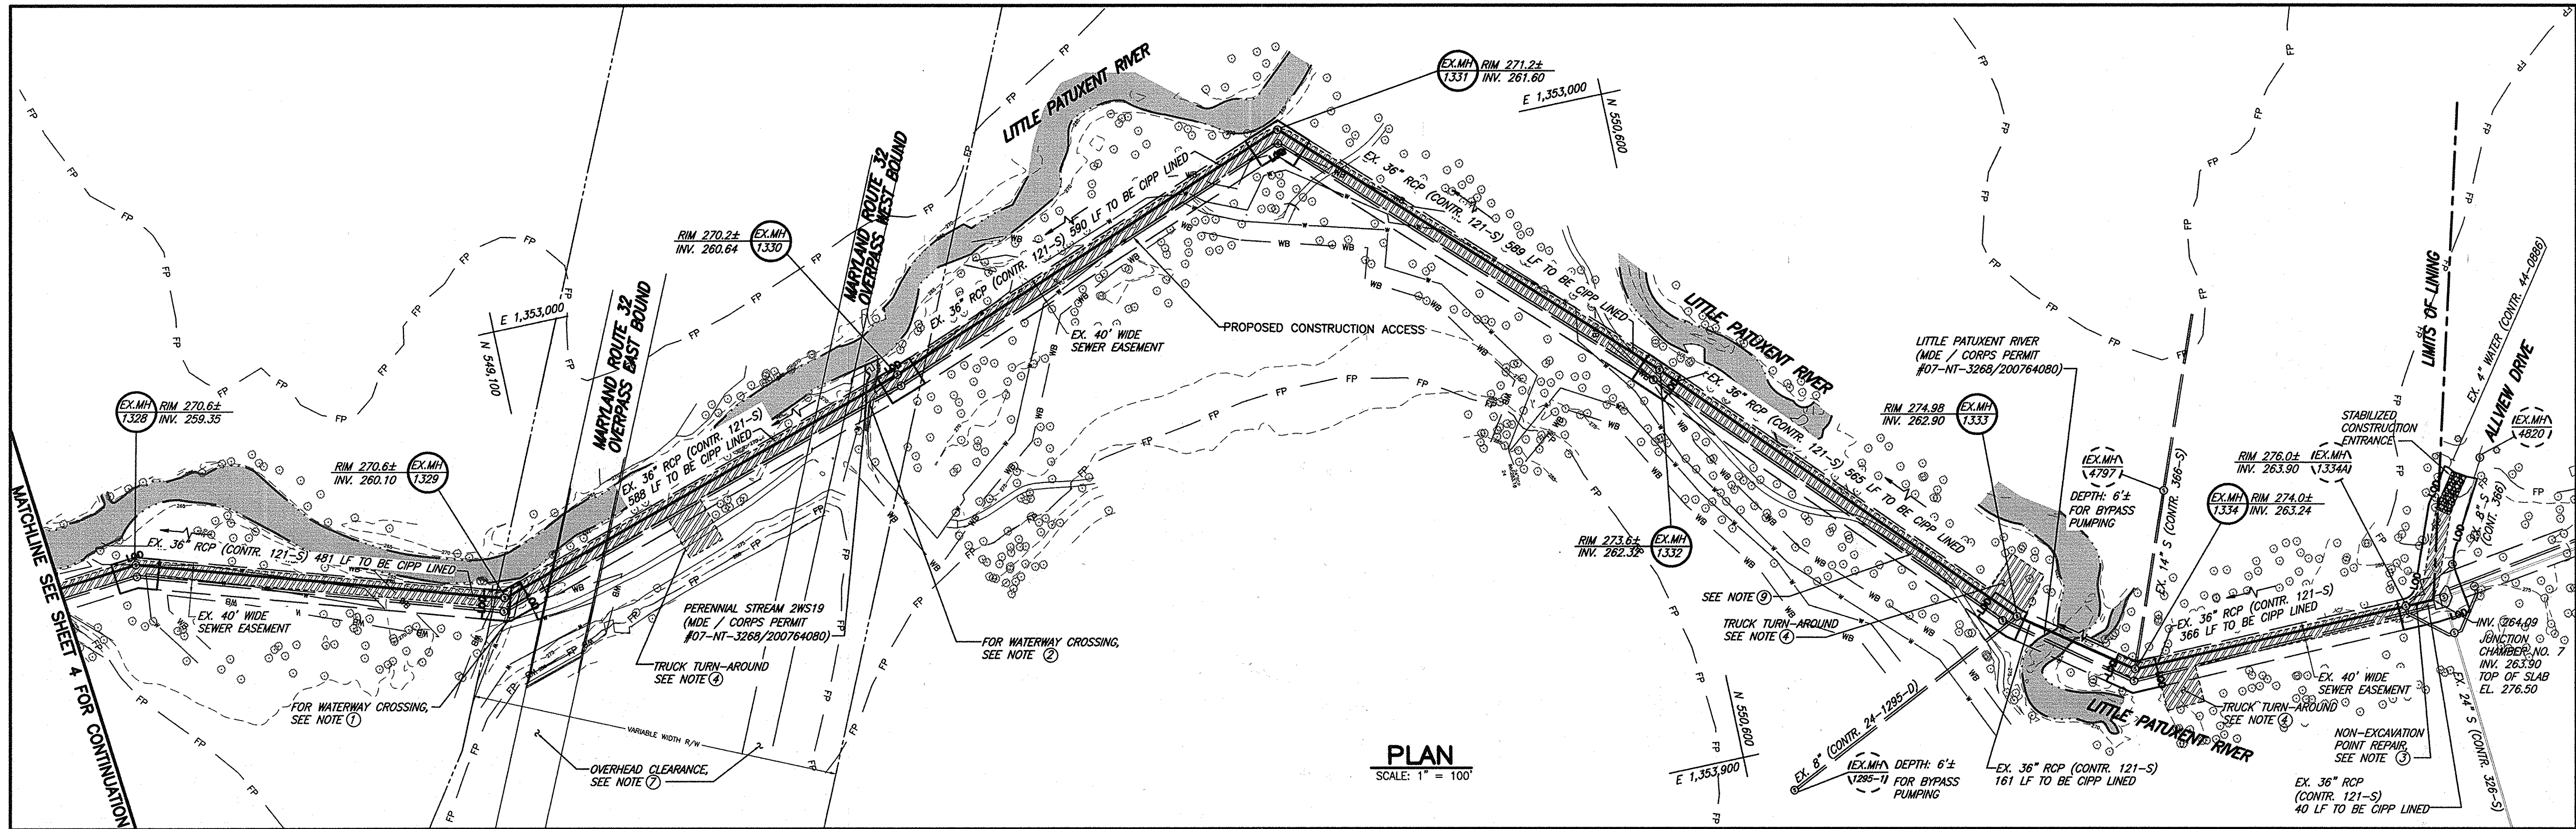 LITTLE PATUXENT RIVER
EX.MH
1331
RIM 271.2±
INV. 261.60
E 1,353,000
N 550,600
MARYLAND ROUTE 32
OVERPASS WEST BOUND
EX. 36" RCP (CONTR. 121-S) 590 LF TO BE CIPP LINED
EX. 36" RCP (CONTR. 121-S) 589 LF TO BE CIPP LINED
RIM 270.2±
INV. 260.64
EX.MH
1330
E 1,353,000
N 549,100
MARYLAND ROUTE 32
OVERPASS EAST BOUND
EX. 40' WIDE
SEWER EASEMENT
PROPOSED CONSTRUCTION ACCESS
LITTLE PATUXENT RIVER
LITTLE PATUXENT RIVER
(MDE / CORPS PERMIT
#07-NT-3268/200764080)
LIMITS OF LINING
EX. 4" WATER (CONTR. 44-0886)
ALLVIEW DRIVE
EX.MH
4820
STABILIZED
CONSTRUCTION
ENTRANCE
EX.MH
1328
RIM 270.6±
INV. 259.35
RIM 270.6±
INV. 260.10
EX.MH
1329
EX. 36" RCP (CONTR. 121-S)
588 LF TO BE CIPP LINED
EX. 36" RCP (CONTR. 121-S) 565 LF TO BE CIPP LINED
RIM 274.98
INV. 262.90
EX.MH
1333
EX.MH
4797
DEPTH: 6'±
FOR BYPASS
PUMPING
EX. 14" S (CONTR. 366-S)
RIM 276.0±
INV. 263.90
EX.MH
1334A
EX.MH
1334
RIM 274.0±
INV. 263.24
EX. 8" S
(CONT. 366)
MATCHLINE SEE SHEET 4 FOR CONTINUATION
EX. 36" RCP (CONTR. 121-S) 481 LF TO BE CIPP LINED
EX. 40' WIDE
SEWER EASEMENT
RIM 273.6±
INV. 262.32
EX.MH
1332
SEE NOTE 9
TRUCK TURN-AROUND
SEE NOTE 4
EX. 36" RCP (CONTR. 121-S)
366 LF TO BE CIPP LINED
PERENNIAL STREAM 2WS19
(MDE / CORPS PERMIT
#07-NT-3268/200764080)
TRUCK TURN-AROUND
SEE NOTE 4
FOR WATERWAY CROSSING,
SEE NOTE 2
FOR WATERWAY CROSSING,
SEE NOTE 1
VARIABLE WIDTH R/W
OVERHEAD CLEARANCE,
SEE NOTE 7
INV. 264.09
JUNCTION
CHAMBER NO. 7
INV. 263.90
TOP OF SLAB
EL. 276.50
EX. 40' WIDE
SEWER EASEMENT
TRUCK TURN-AROUND
SEE NOTE 4
LITTLE PATUXENT RIVER
NON-EXCAVATION
POINT REPAIR,
SEE NOTE 3
EX. 24" S (CONTR. 326-S)
PLAN
SCALE: 1" = 100'
N 550,600
E 1,353,900
EX. 8" (CONTR. 24-1295-D)
EX.MH
1295-1
DEPTH: 6'±
FOR BYPASS
PUMPING
EX. 36" RCP (CONTR. 121-S)
161 LF TO BE CIPP LINED
EX. 36" RCP
(CONTR. 121-S)
40 LF TO BE CIPP LINED